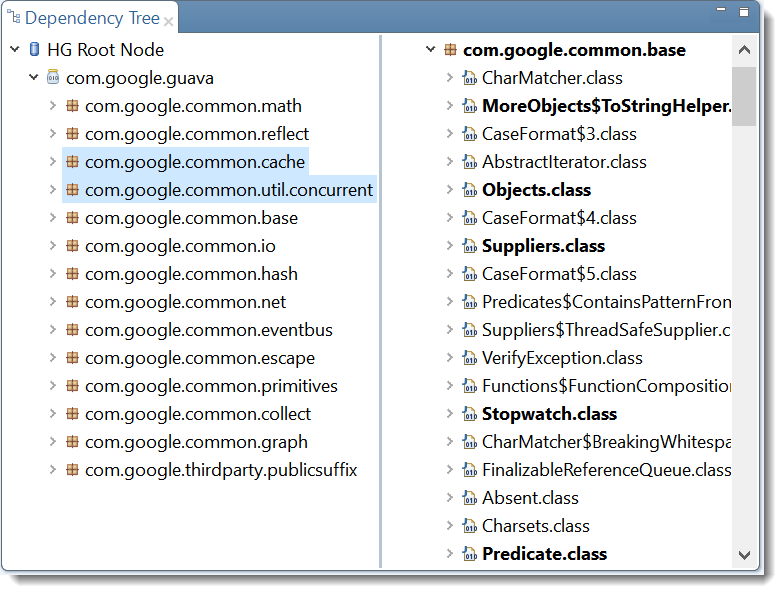 Dependency Tree
HG Root Node
com.google.guava
com.google.common.math
com.google.common.reflect
com.google.common.cache
com.google.common.util.concurrent
com.google.common.base
com.google.common.io
com.google.common.hash
com.google.common.net
com.google.common.eventbus
com.google.common.escape
com.google.common.primitives
com.google.common.collect
com.google.common.graph
com.google.thirdparty.publicsuffix
com.google.common.base
CharMatcher.class
MoreObjects$ToStringHelper.
CaseFormat$3.class
AbstractIterator.class
Objects.class
CaseFormat$4.class
Suppliers.class
CaseFormat$5.class
Predicates$ContainsPatternFron
Suppliers$ThreadSafeSupplier.c
VerifyException.class
Functions$FunctionComposition
Stopwatch.class
CharMatcher$BreakingWhitespa
FinalizableReferenceQueue.class
Absent.class
Charsets.class
Predicate.class